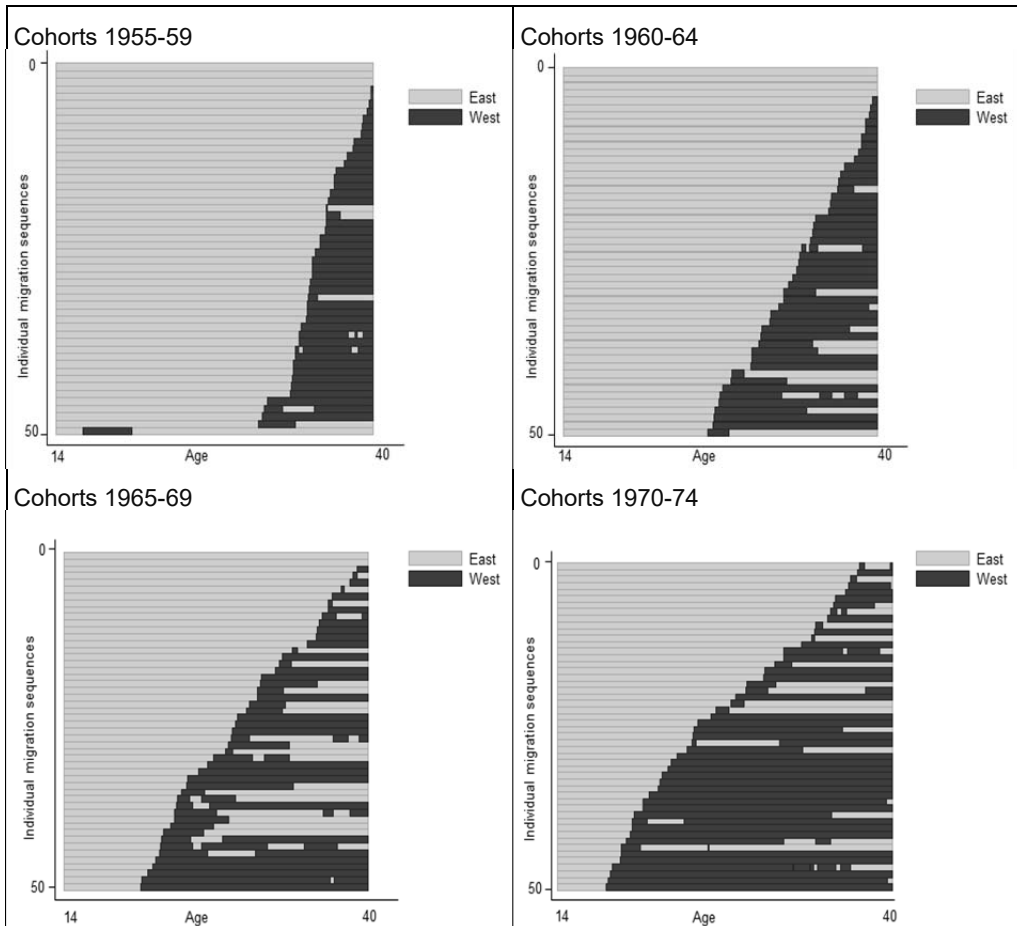 Cohorts 1955-59
0
East
West
Individual migration sequences
50
14
Age
40
Cohorts 1960-64
0
East
West
Individual migration sequences
50
14
Age
40
Cohorts 1965-69
0
East
West
Individual migration sequences
50
14
Age
40
Cohorts 1970-74
0
East
West
Individual migration sequences
50
14
Age
40